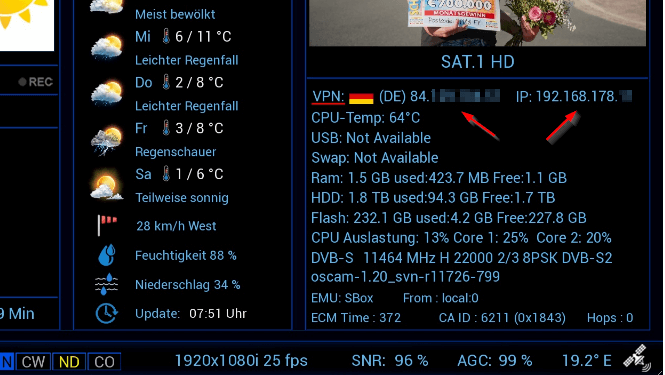 €700.000
MONATSGEWINN
REC
9 Min
Meist bewölkt
Mi 6 / 11 °C
Leichter Regenfall
Do 2 / 8 °C
Leichter Regenfall
Fr 3 / 8 °C
Regenschauer
Sa 1 / 6 °C
Teilweise sonnig
28 km/h West
Feuchtigkeit 88 %
Niederschlag 34 %
Update: 07:51 Uhr
SAT.1 HD
VPN: (DE) 84. IP: 192.168.178.
CPU-Temp: 64°C
USB: Not Available
Swap: Not Available
Ram: 1.5 GB used:423.7 MB Free:1.1 GB
HDD: 1.8 TB used:94.3 GB Free:1.7 TB
Flash: 232.1 GB used:4.2 GB Free:227.8 GB
CPU Auslastung: 13% Core 1: 25% Core 2: 20%
DVB-S 11464 MHz H 22000 2/3 8PSK DVB-S2
oscam-1.20_svn-r11726-799
EMU: SBox From : local:0
ECM Time : 372 CA ID : 6211 (0x1843) Hops : 0
N CW ND CO 1920x1080i 25 fps SNR: 96 % AGC: 99 % 19.2° E